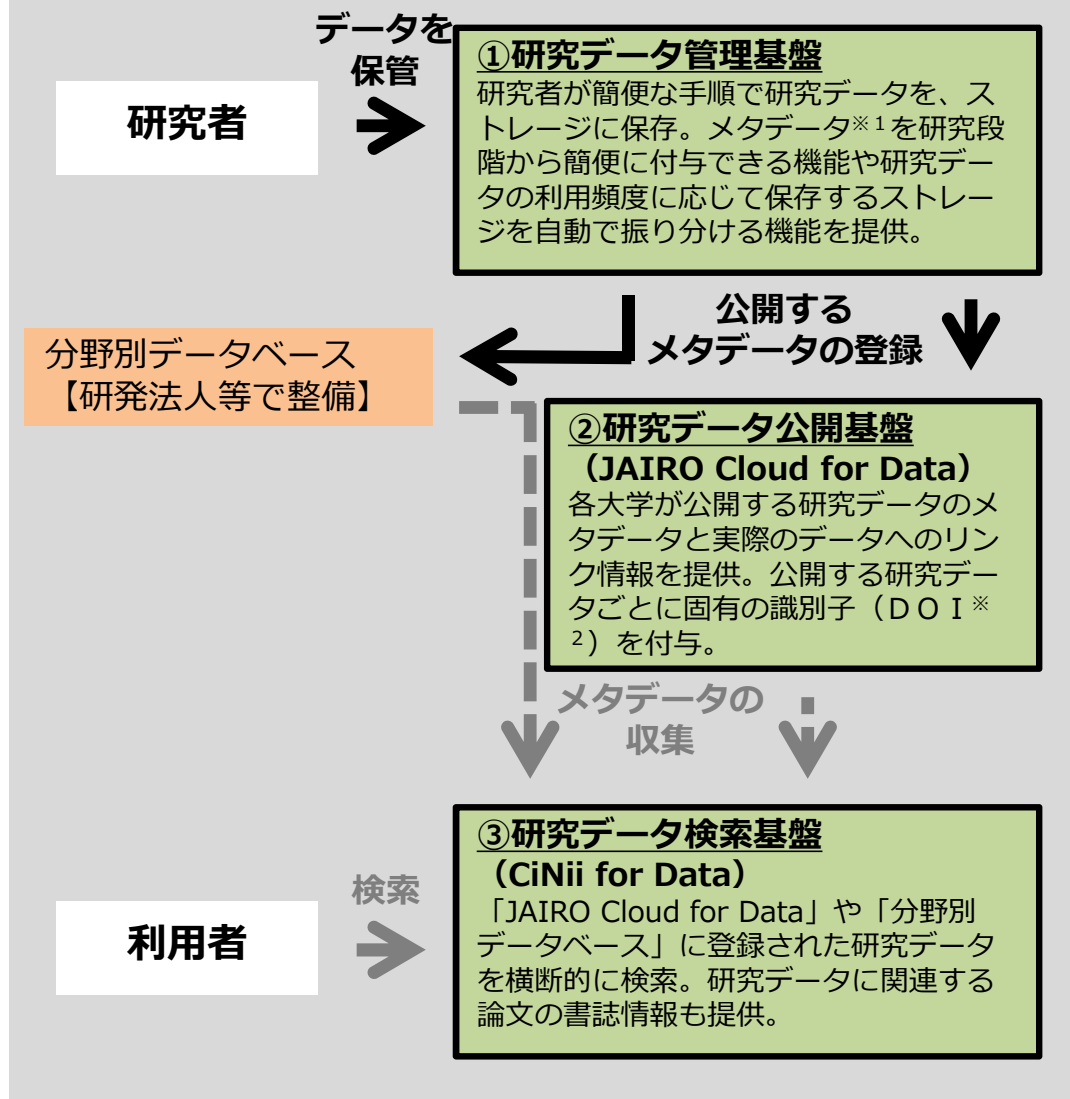 データを
保管
研究者
①研究データ管理基盤
研究者が簡便な手順で研究データを、ス
トレージに保存。メタデータ※1を研究段
階から簡便に付与できる機能や研究デー
タの利用頻度に応じて保存するストレー
ジを自動で振り分ける機能を提供。
公開する
メタデータの登録
分野別データベース
【研発法人等で整備】
②研究データ公開基盤
（JAIRO Cloud for Data）
各大学が公開する研究データのメ
タデータと実際のデータへのリン
ク情報を提供。公開する研究デー
タごとに固有の識別子（ＤＯＩ※
2）を付与。
メタデータの
収集
検索
利用者
③研究データ検索基盤
（CiNii for Data）
「JAIRO Cloud for Data」や「分野別
データベース」に登録された研究データ
を横断的に検索。研究データに関連する
論文の書誌情報も提供。